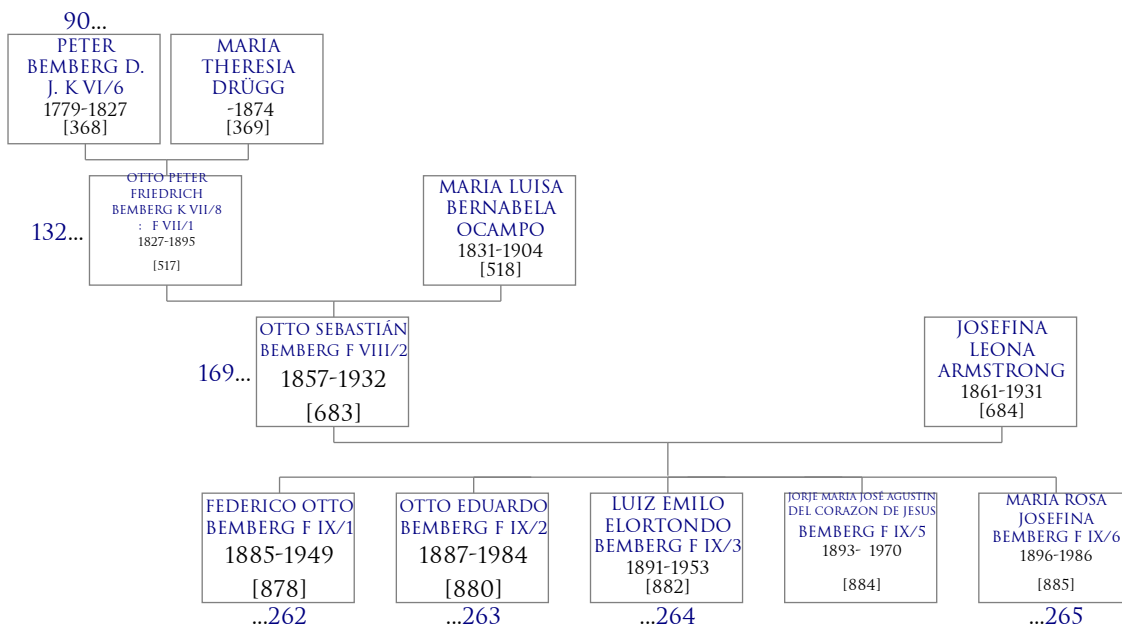 90...
PETER
BEMBERG D.
J. K VI/6
1779-1827
[368]
MARIA
THERESIA
DRÜGG
-1874
[369]
132...
OTTO PETER
FRIEDRICH
BEMBERG K VII/8
: F VII/1
1827-1895
[517]
MARIA LUISA
BERNABELA
OCAMPO
1831-1904
[518]
169...
OTTO SEBASTIÁN
BEMBERG F VIII/2
1857-1932
[683]
JOSEFINA
LEONA
ARMSTRONG
1861-1931
[684]
FEDERICO OTTO
BEMBERG F IX/1
1885-1949
[878]
...262
OTTO EDUARDO
BEMBERG F IX/2
1887-1984
[880]
...263
LUIZ EMILO
ELORTONDO
BEMBERG F IX/3
1891-1953
[882]
...264
JORJE MARIA JOSÉ AGUSTIN
DEL CORAZON DE JESUS
BEMBERG F IX/5
1893- 1970
[884]
MARIA ROSA
JOSEFINA
BEMBERG F IX/6
1896-1986
[885]
...265